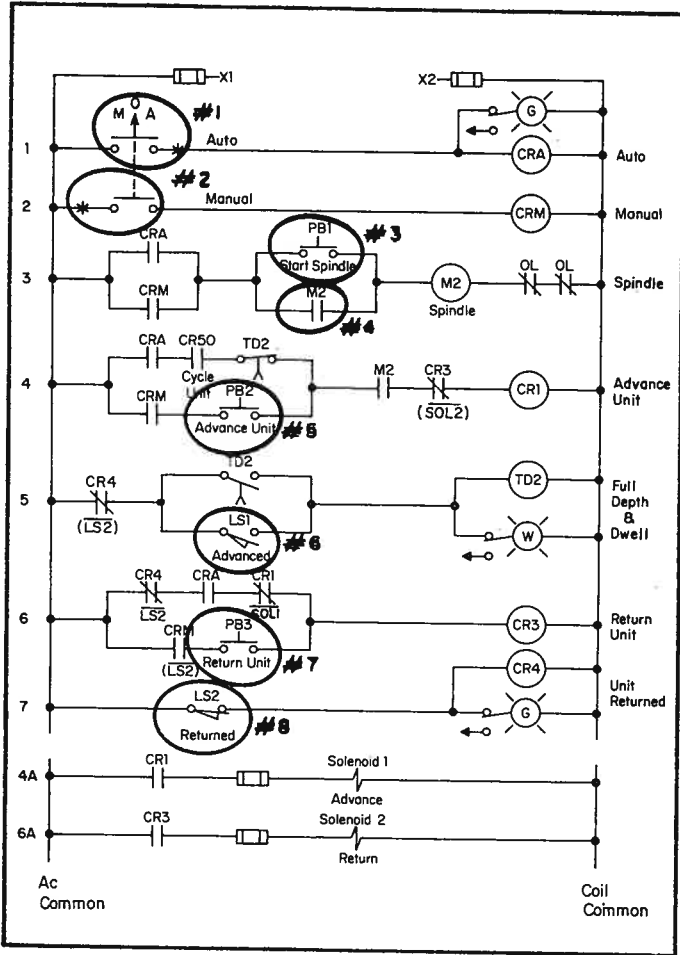 X1
X2
M O A
#1
G
1
Auto
CRA
Auto
#2
2
Manual
CRM
Manual
CRA
PB1
#3
Start Spindle
3
CRM
M2
#4
M2
Spindle
OL OL
Spindle
CRA CR50 TD2
Cycle Unit
4
CRM
PB2
Advance Unit
#5
M2
CR3
(SOL2)
CR1
Advance
Unit
TD2
CR4
5
(LS2)
LS1
Advanced
#6
TD2
W
Full
Depth
&
Dwell
CR4 CRA CR1
LS2 SOL1
6
CRM
(LS2)
PB3
Return Unit
#7
CR3
Return
Unit
CR4
7
LS2
Returned
#8
G
Unit
Returned
4A
CR1
Solenoid 1
Advance
6A
CR3
Solenoid 2
Return
Ac
Common
Coil
Common